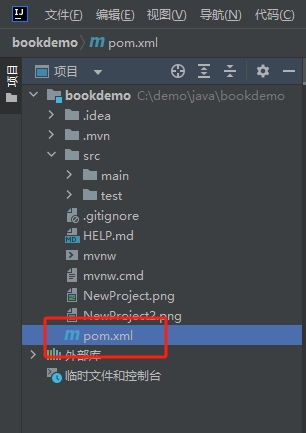 IJ 文件(F) 编辑(E) 视图(V) 导航(N) 代码(C)
bookdemo pom.xml
项目 项目
bookdemo C:\demo\java\bookdemo
.idea
.mvn
src
main
test
.gitignore
HELP.md
mvnw
mvnw.cmd
NewProject.png
NewProject2.png
pom.xml
外部库
临时文件和控制台